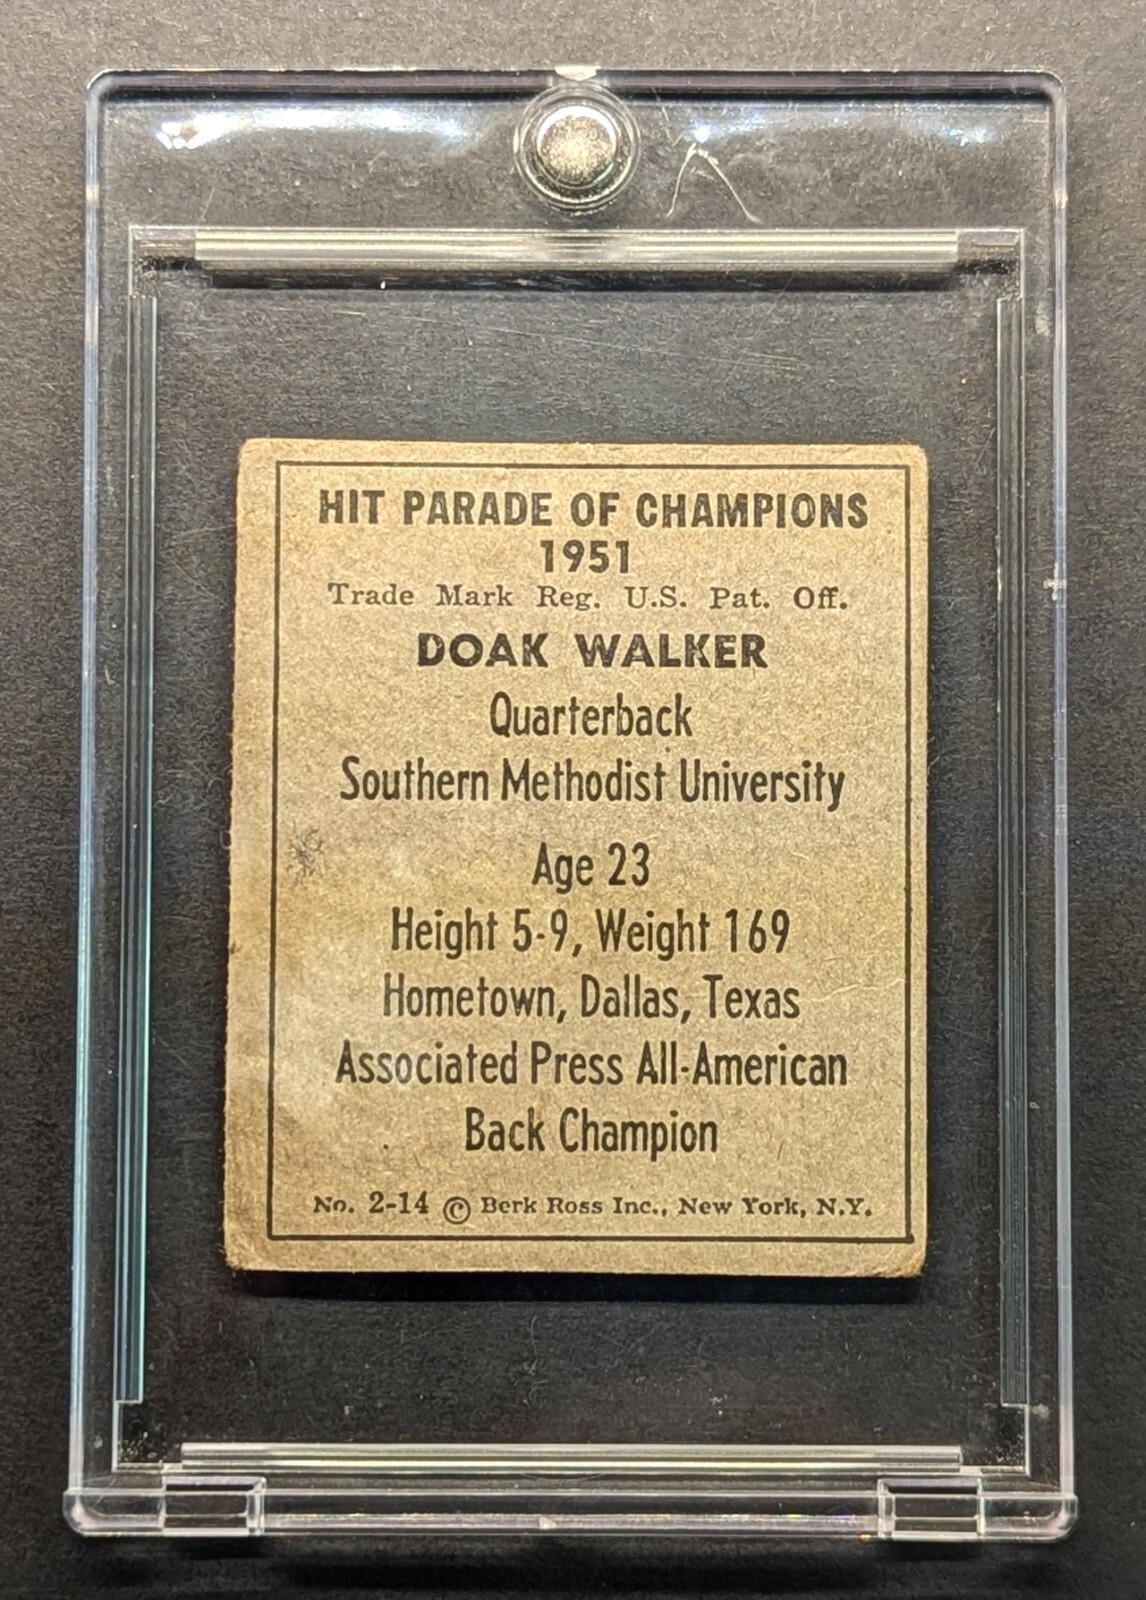 HIT PARADE OF CHAMPIONS
1951
Trade Mark Reg. U.S. Pat. Off.
DOAK WALKER
Quarterback
Southern Methodist University
Age 23
Height 5-9, Weight 169
Hometown, Dallas, Texas
Associated Press All-American
Back Champion
No. 2-14 © Berk Ross Inc., New York, N.Y.